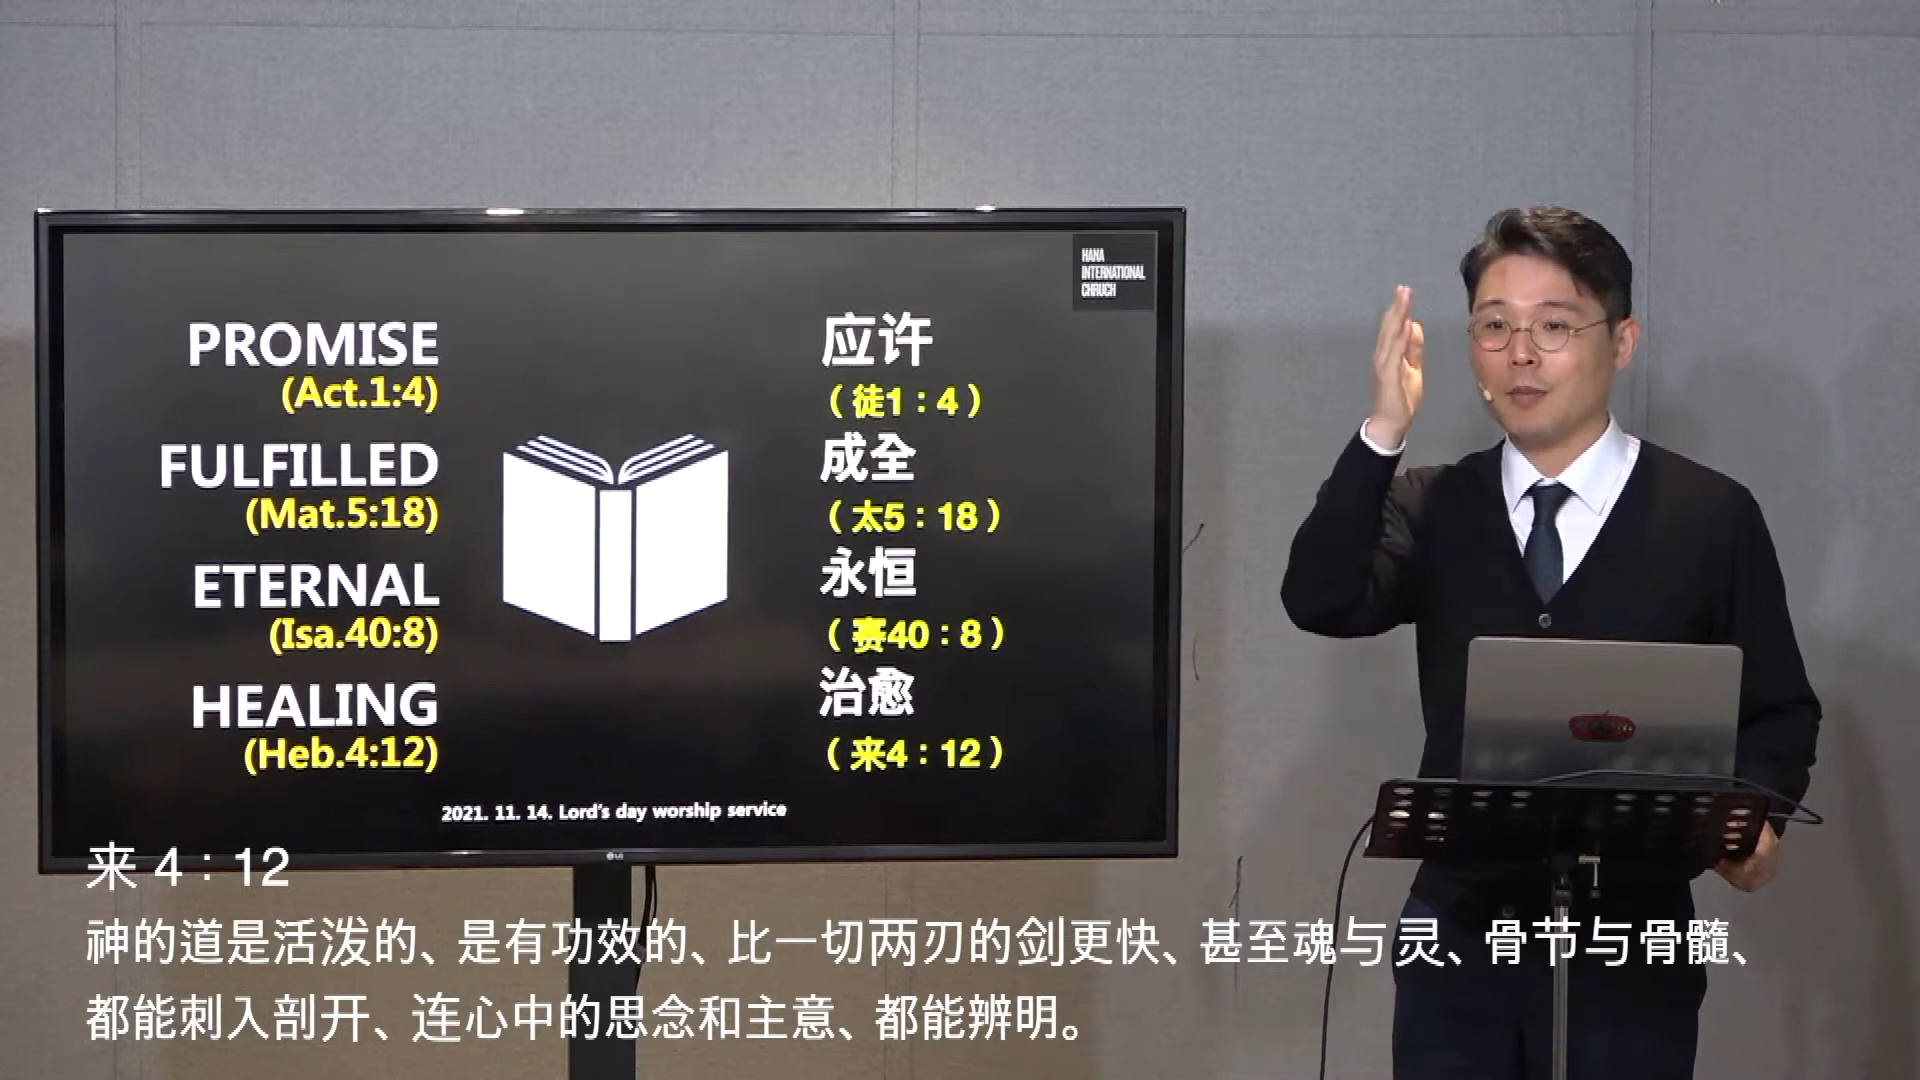 HANA
INTERNATIONAL
CHRUCH
PROMISE
(Act.1:4)
FULFILLED
(Mat.5:18)
ETERNAL
(Isa.40:8)
HEALING
(Heb.4:12)
应许
（徒1：4）
成全
（太5：18）
永恒
（赛40：8）
治愈
（来4：12）
2021. 11. 14. Lord's day worship service
LG
来 4：12
神的道是活泼的、是有功效的、比一切两刃的剑更快、甚至魂与灵、骨节与骨髓、
都能刺入剖开、连心中的思念和主意、都能辨明。